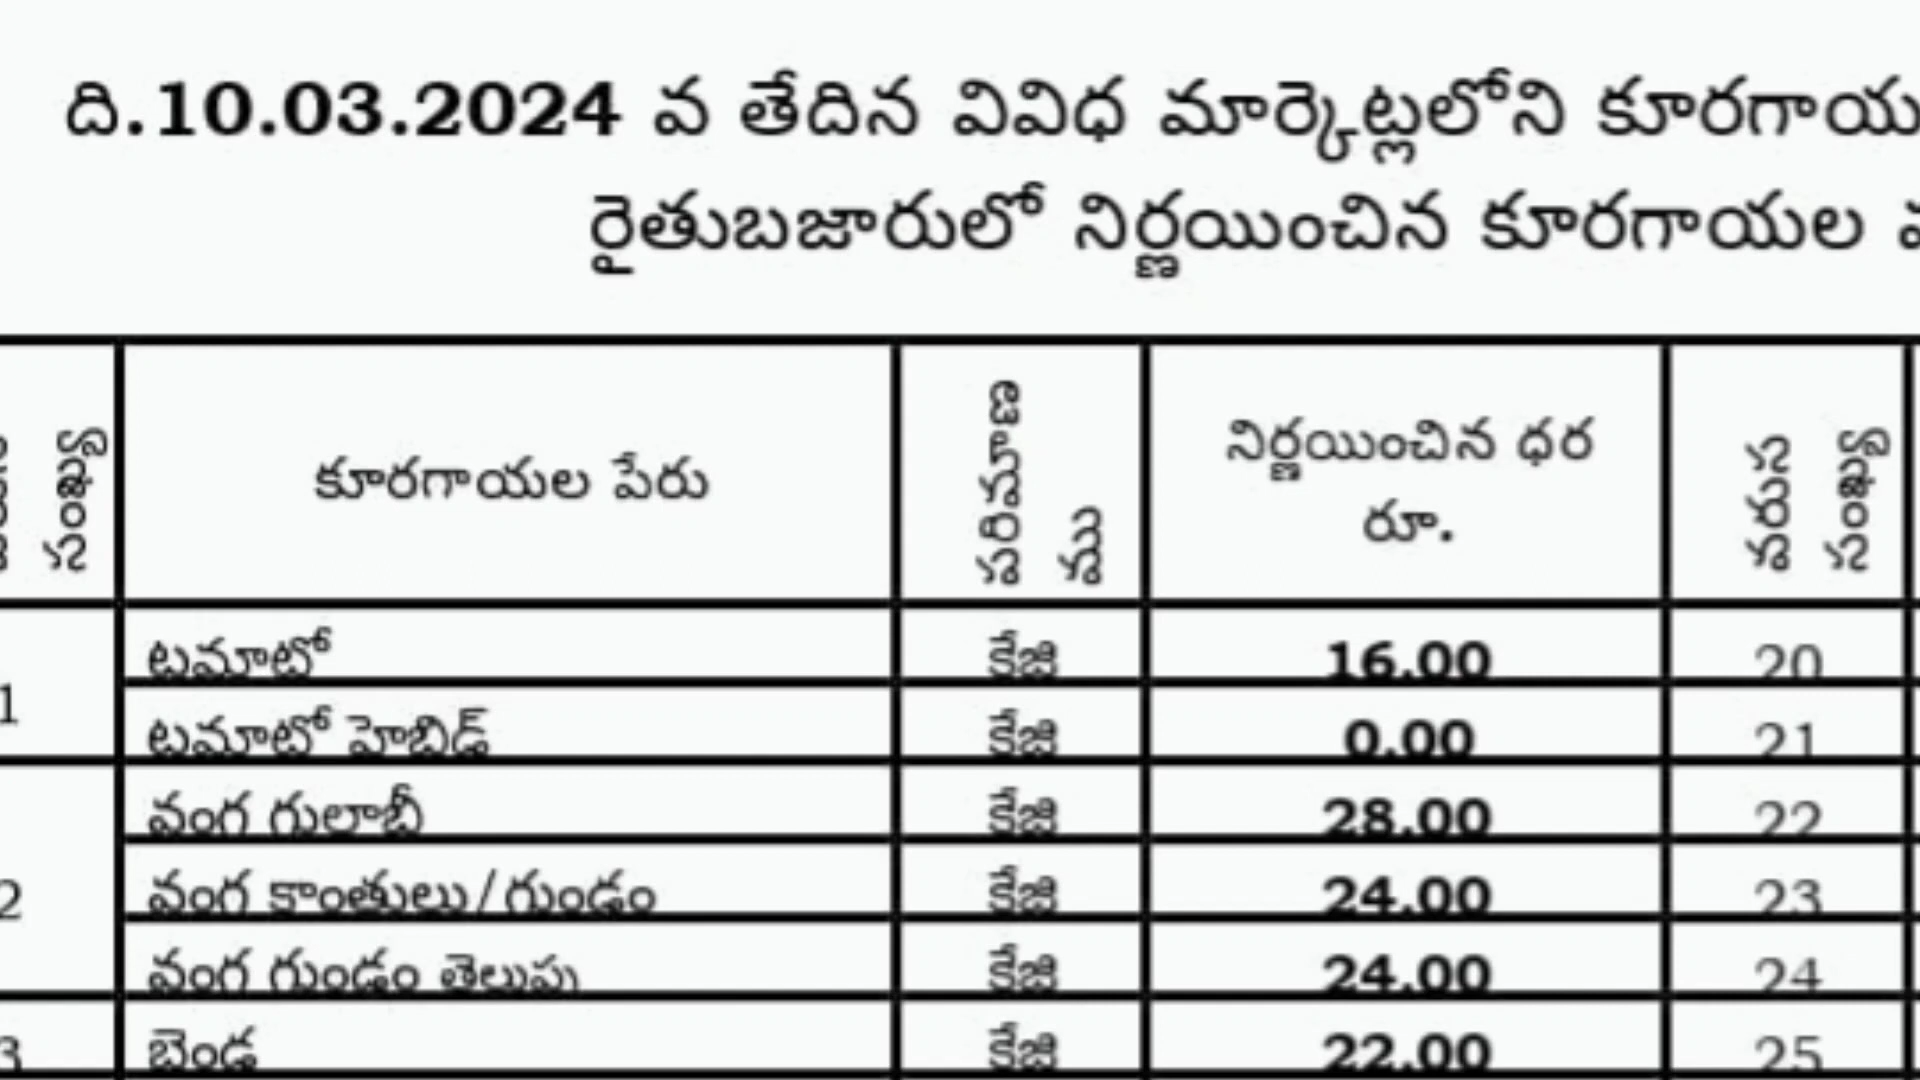 ది.10.03.2024 వ తేదిన వివిధ మార్కెట్లలోని కూరగాయ
రైతుబజారులో నిర్ణయించిన కూరగాయల
సంఖ్య
కూరగాయల పేరు
పరిమాణ
ము
నిర్ణయించిన ధర
రూ.
వరుస
సంఖ్య
1
టమాటో కేజి 16.00 20
టమాటో హెబిడ్ కేజి 0.00 21
2
వంగ గులాబీ కేజి 28.00 22
వంగ కాంతులు/గుండం కేజి 24.00 23
వంగ గుండం తెలుపు కేజి 24.00 24
3 బెండ కేజి 22.00 25